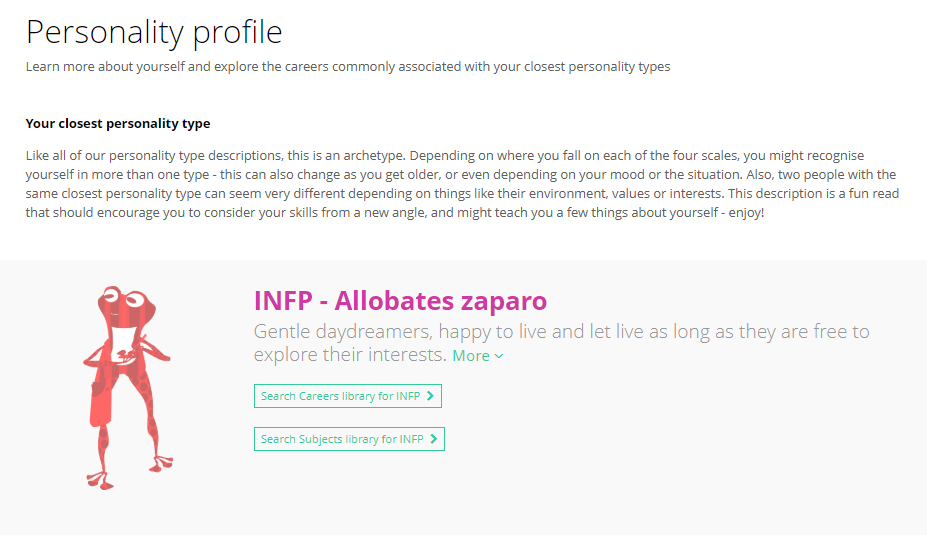 Personality profile
Learn more about yourself and explore the careers commonly associated with your closest personality types
Your closest personality type
Like all of our personality type descriptions, this is an archetype. Depending on where you fall on each of the four scales, you might recognise
yourself in more than one type - this can also change as you get older, or even depending on your mood or the situation. Also, two people with the
same closest personality type can seem very different depending on things like their environment, values or interests. This description is a fun read
that should encourage you to consider your skills from a new angle, and might teach you a few things about yourself - enjoy!
INFP - Allobates zaparo
Gentle daydreamers, happy to live and let live as long as they are free to
explore their interests. More
Search Careers library for INFP
Search Subjects library for INFP